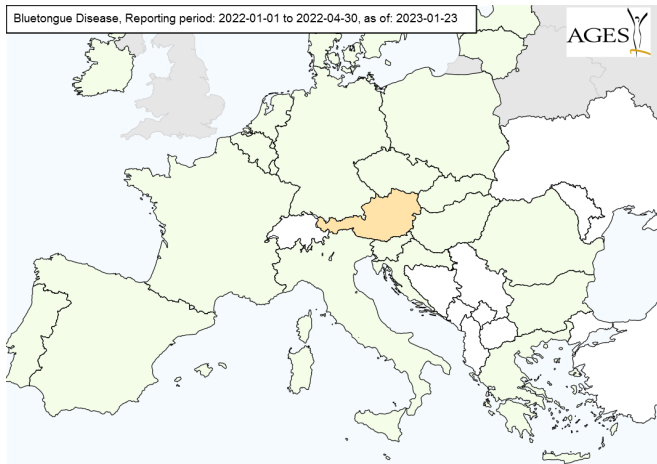 Bluetongue Disease, Reporting period: 2022-01-01 to 2022-04-30, as of: 2023-01-23
AGES